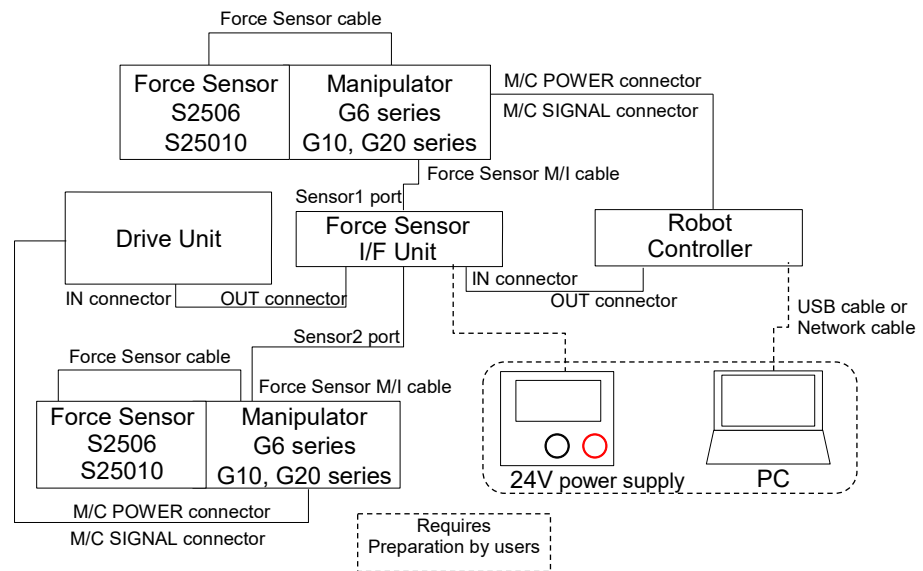 Force Sensor cable
Force Sensor
S2506
S25010
Manipulator
G6 series
G10, G20 series
M/C POWER connector
M/C SIGNAL connector
Force Sensor M/I cable
Sensor1 port
Drive Unit
Force Sensor
I/F Unit
Robot
Controller
IN connector
OUT connector
IN connector
OUT connector
USB cable or
Network cable
Sensor2 port
Force Sensor cable
Force Sensor M/I cable
Force Sensor
S2506
S25010
Manipulator
G6 series
G10, G20 series
24V power supply
PC
M/C POWER connector
M/C SIGNAL connector
Requires
Preparation by users